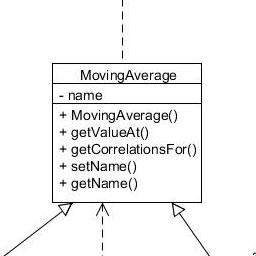 MovingAverage
- name
+ MovingAverage()
+ getValueAt()
+ getCorrelationsFor()
+ setName()
+ getName()